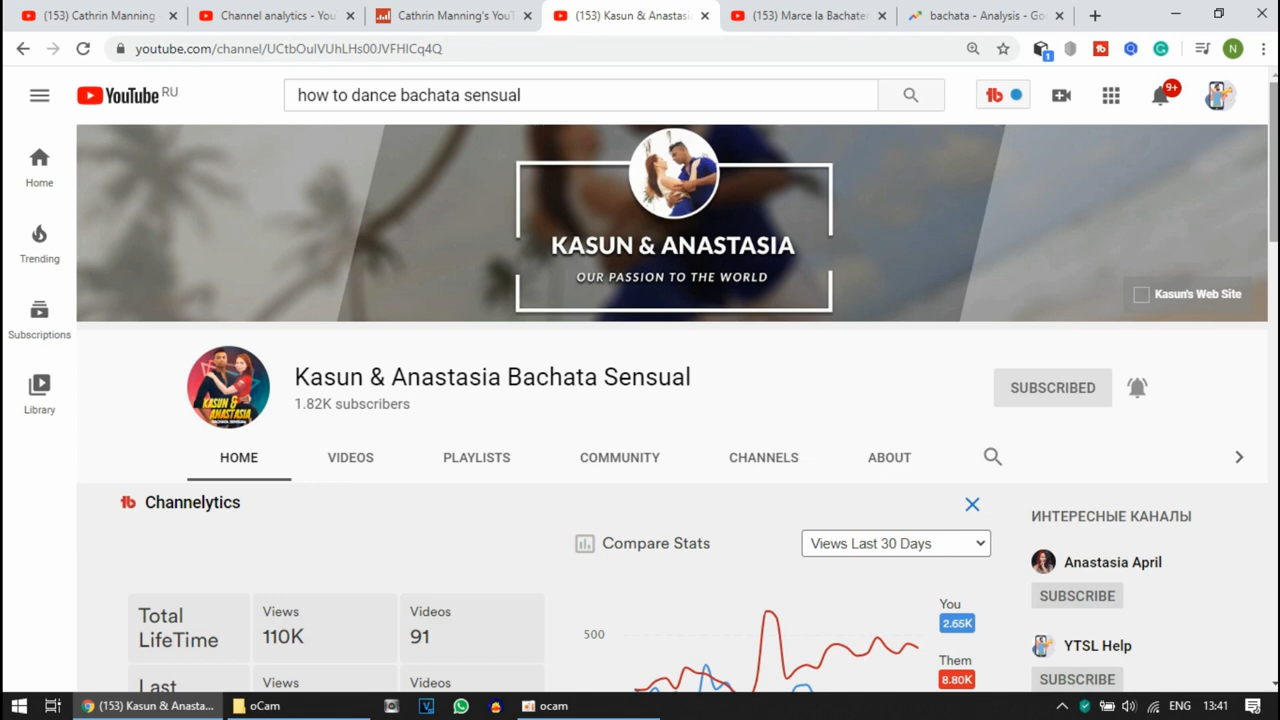 (153) Cathrin Manning
Channel analytics - You
Cathrin Manning's YouT
(153) Kasun & Anastasi
(153) Marce la Bachate
bachata - Analysis - Go
youtube.com/channel/UCtbOulVUhLHs00JVFHlCq4Q
1
N
YouTube RU
how to dance bachata sensual
9+
Home
Trending
Subscriptions
Library
KASUN & ANASTASIA
OUR PASSION TO THE WORLD
Kasun's Web Site
KASUN &
ANASTASIA
Kasun & Anastasia Bachata Sensual
1.82K subscribers
SUBSCRIBED
HOME VIDEOS PLAYLISTS COMMUNITY CHANNELS ABOUT
Channelytics
Compare Stats
Views Last 30 Days
ИНТЕРЕСНЫЕ КАНАЛЫ
Anastasia April
SUBSCRIBE
YTSL Help
SUBSCRIBE
Total
LifeTime
Views
110K
Videos
91
Last
Views
Videos
500
You
2.65K
Them
8.80K
(153) Kasun & Anasta...
oCam
ocam
ENG
13:41